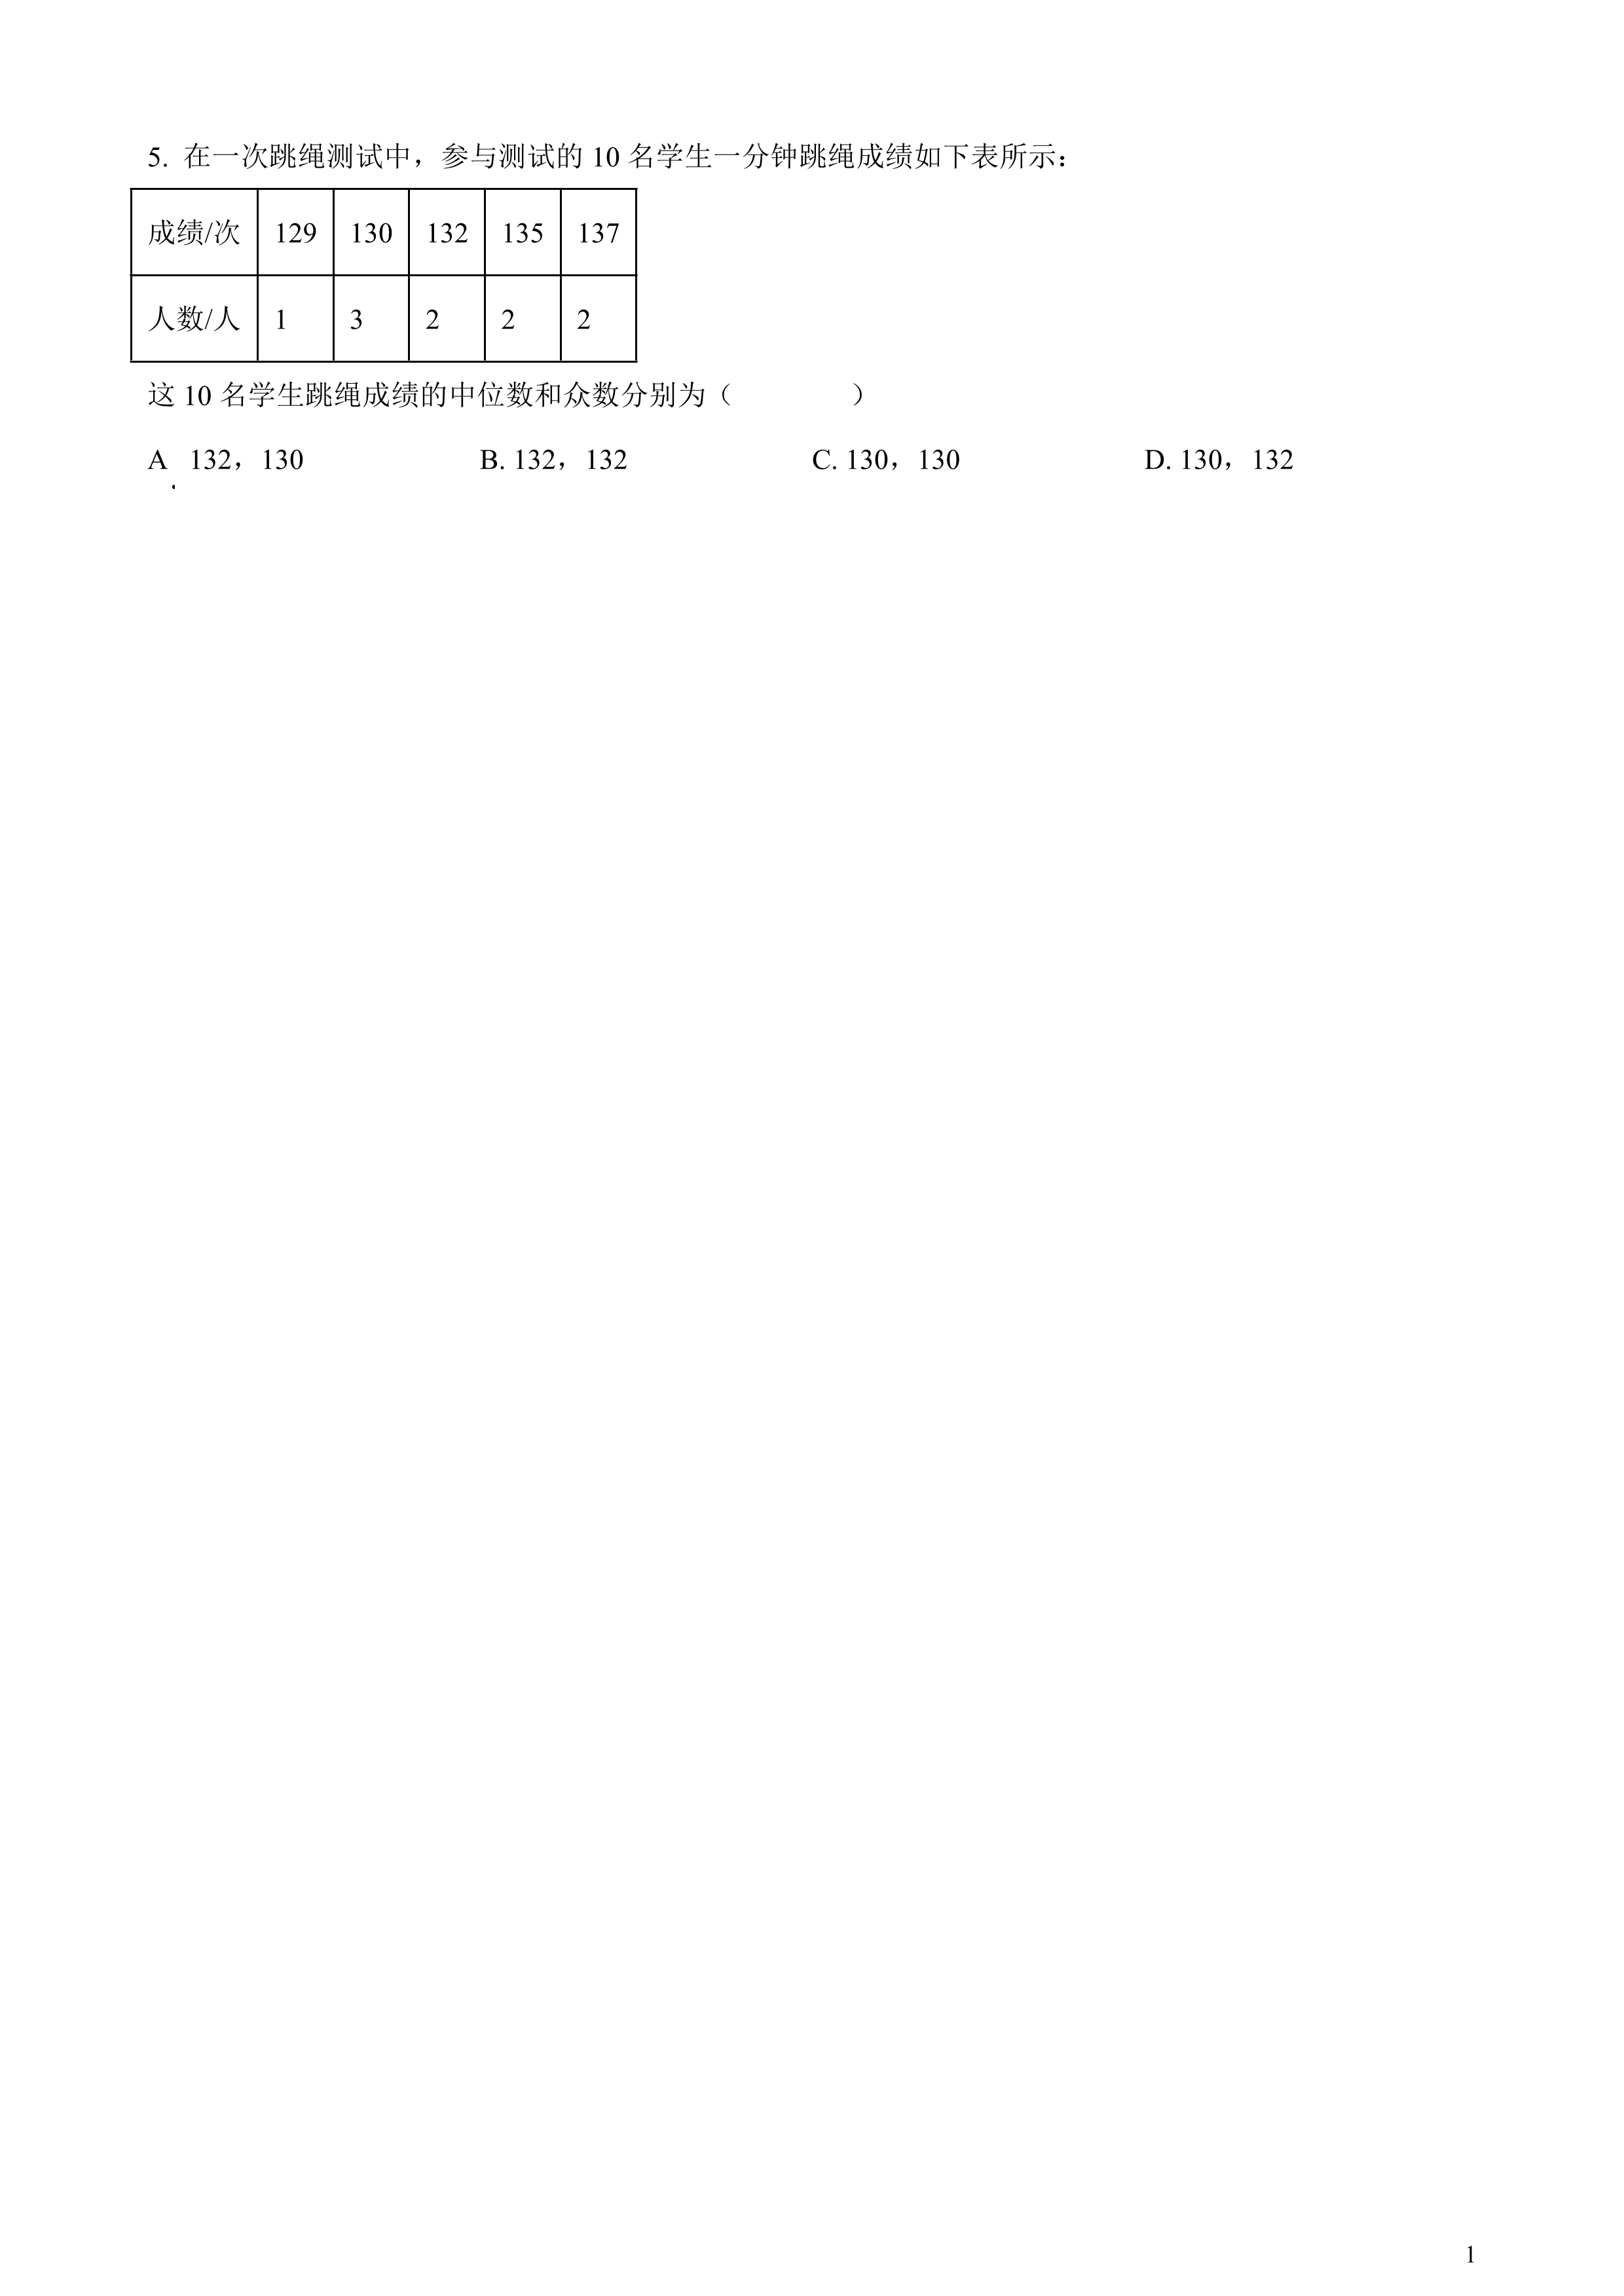 5. 在一次跳绳测试中，参与测试的 10 名学生一分钟跳绳成绩如下表所示：
成绩/次 129 130 132 135 137
人数/人 1 3 2 2 2
这 10 名学生跳绳成绩的中位数和众数分别为（ ）
A. 132，130 B. 132，132 C. 130，130 D. 130，132
1